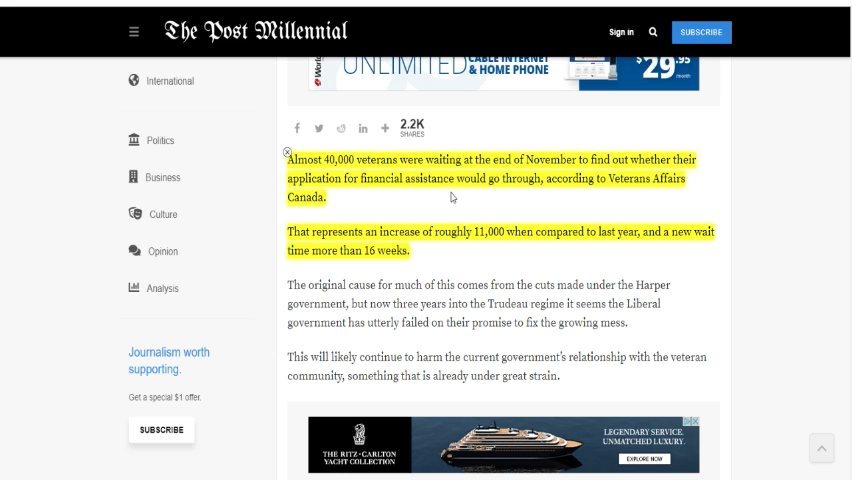 The Post Millennial
Sign in
SUBSCRIBE
UNLIMITED CABLE INTERNET
& HOME PHONE
$29.95
/month
International
Politics
Business
Culture
Opinion
Analysis
Journalism worth
supporting.
Get a special $1 offer.
SUBSCRIBE
2.2K
SHARES
Almost 40,000 veterans were waiting at the end of November to find out whether their
application for financial assistance would go through, according to Veterans Affairs
Canada.
That represents an increase of roughly 11,000 when compared to last year, and a new wait
time more than 16 weeks.
The original cause for much of this comes from the cuts made under the Harper
government, but now three years into the Trudeau regime it seems the Liberal
government has utterly failed on their promise to fix the growing mess.
This will likely continue to harm the current government's relationship with the veteran
community, something that is already under great strain.
THE RITZ-CARLTON
YACHT COLLECTION
LEGENDARY SERVICE.
UNMATCHED LUXURY.
EXPLORE NOW